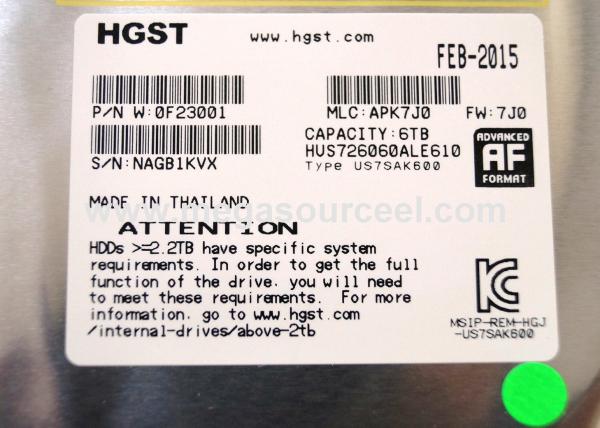 HGST
www.hgst.com
FEB-2015
P/N W:0F23001
MLC:APK7J0 FW:7J0
CAPACITY:6TB
HUS726060ALE610
Type US7SAK600
S/N:NAGB1KVX
ADVANCED
AF
FORMAT
MADE IN THAILAND
www.megasourceel.com
ATTENTION
HDDs >=2.2TB have specific system
requirements. In order to get the full
function of the drive, you will need
to meet these requirements. For more
information, go to www.hgst.com
/internal-drives/above-2tb
MSIP-REM-HGJ
-US7SAK600